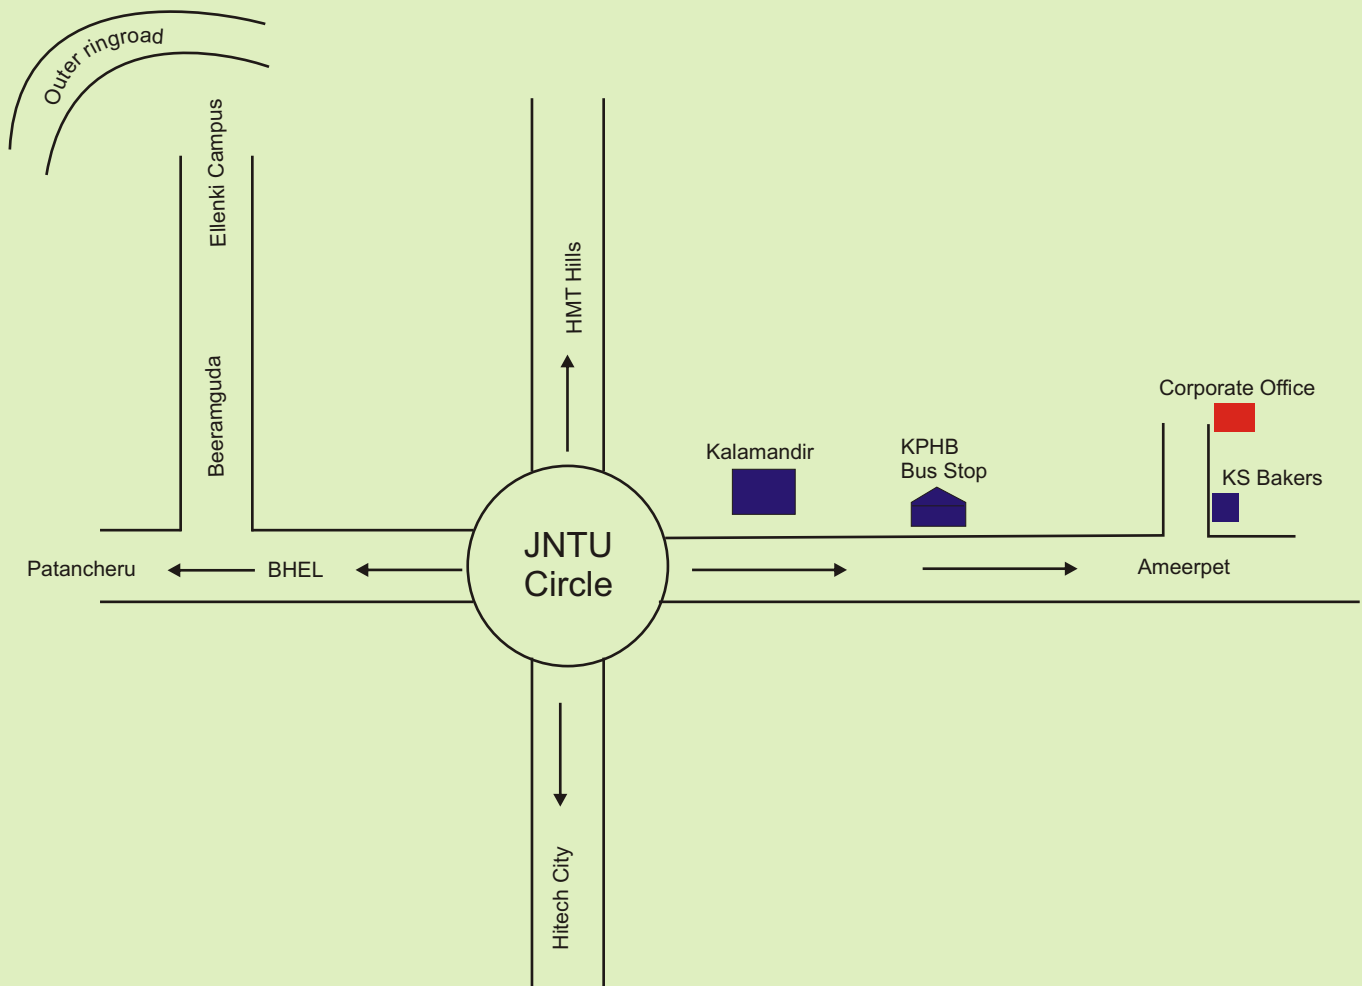 Outer ringroad
Ellenki Campus
Beeramguda
HMT Hills
Corporate Office
Kalamandir
KPHB
Bus Stop
KS Bakers
JNTU
Circle
Patancheru
BHEL
Ameerpet
Hitech City